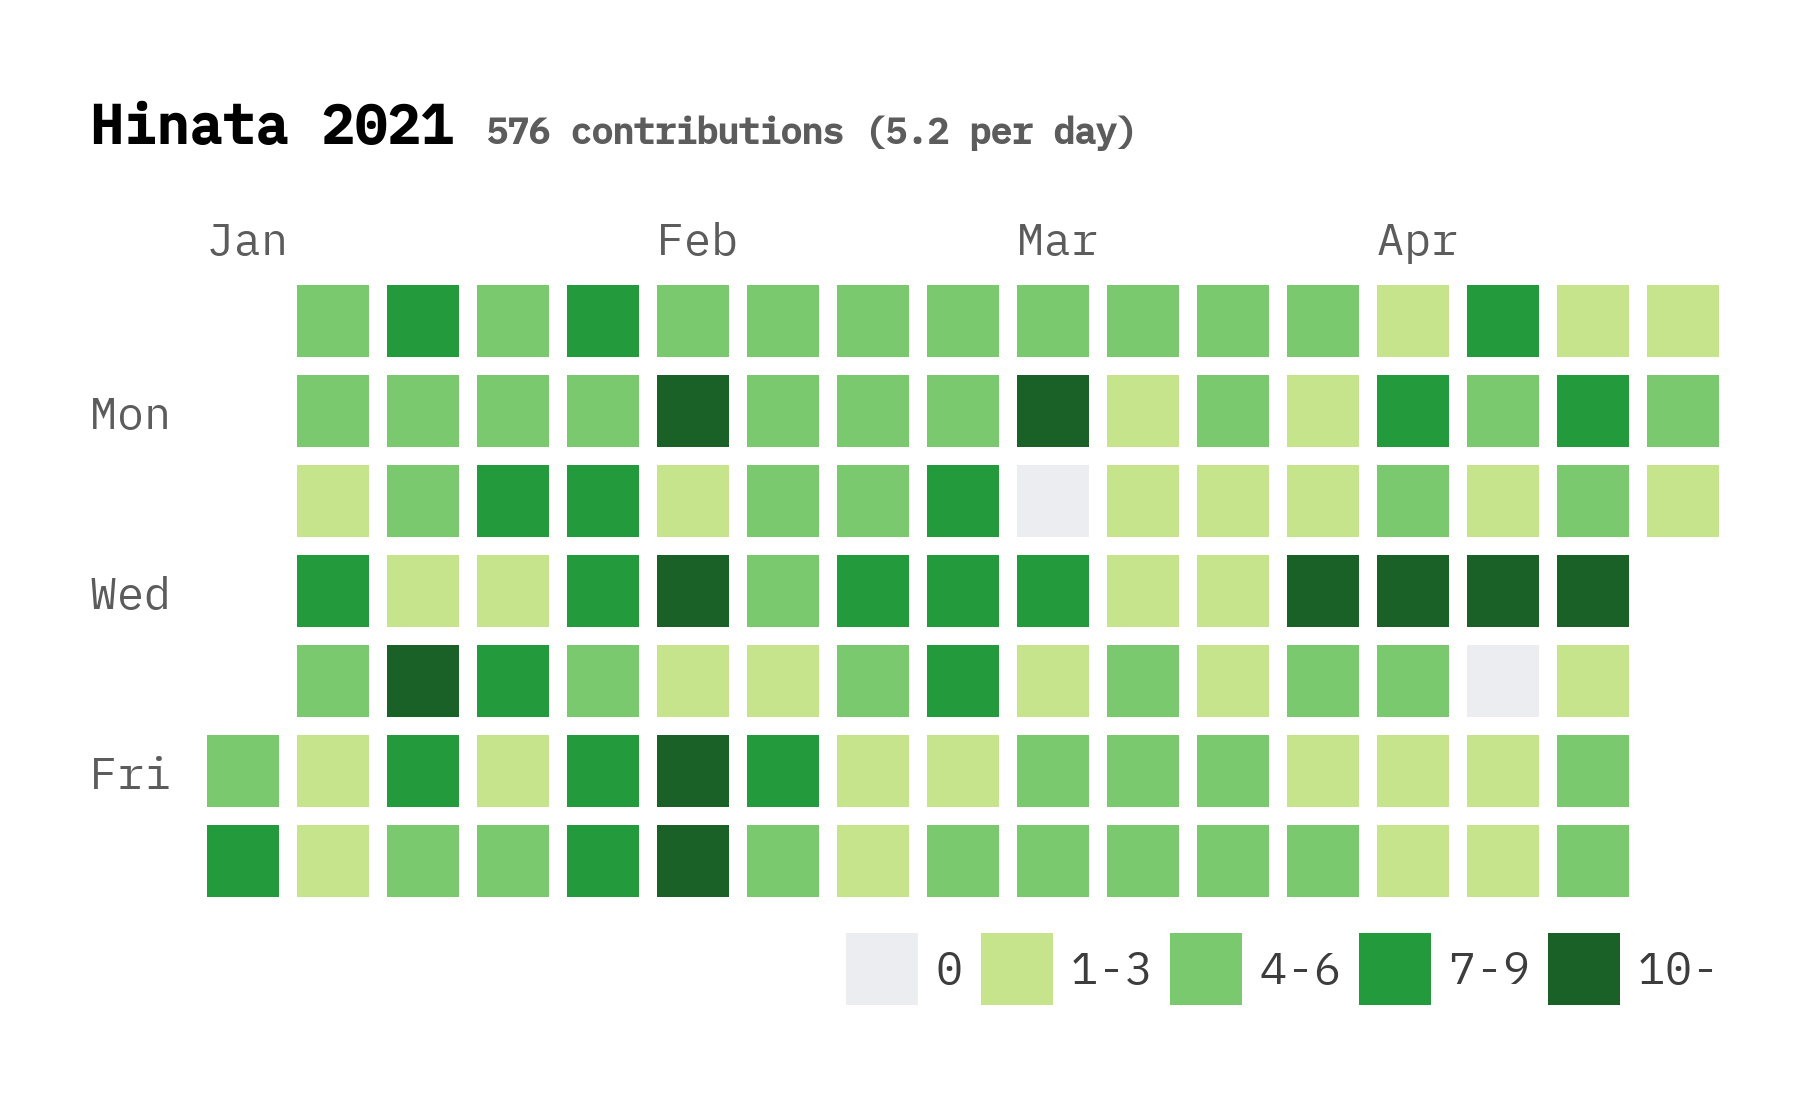 Hinata 2021 576 contributions (5.2 per day)
Jan Feb Mar Apr
Mon
Wed
Fri
0 1-3 4-6 7-9 10-